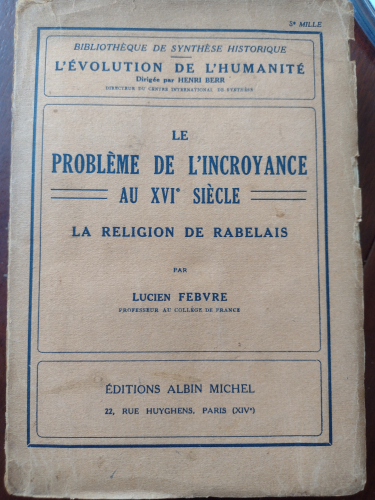 5e MILLE
BIBLIOTHÈQUE DE SYNTHÈSE HISTORIQUE
L'ÉVOLUTION DE L'HUMANITÉ
Dirigée par HENRI BERR
DIRECTEUR DU CENTRE INTERNATIONAL DE SYNTHÈSE
LE
PROBLÈME DE L'INCROYANCE
AU XVIe SIÈCLE
LA RELIGION DE RABELAIS
PAR
LUCIEN FEBVRE
PROFESSEUR AU COLLÈGE DE FRANCE
ÉDITIONS ALBIN MICHEL
22, RUE HUYGHENS, PARIS (XIVe)